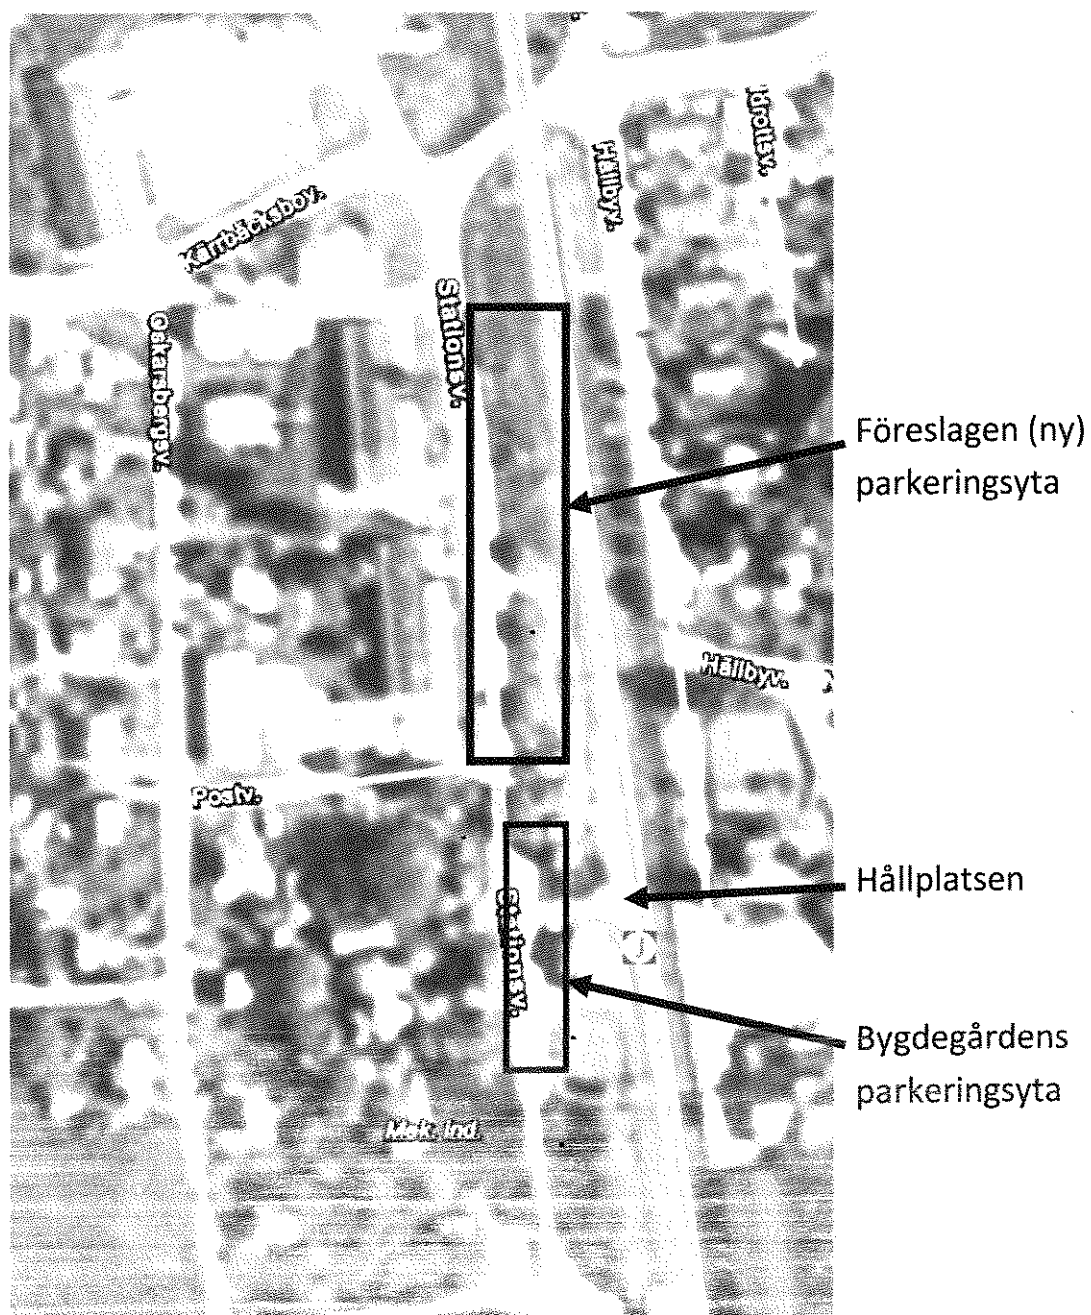 Idrottsv.
Hällbyv.
Kärrbäcksbov.
Stationsv.
Oskarsbergsv.
Föreslagen (ny)
parkeringsyta
Hällbyv.
Postv.
Hållplatsen
Stationsv.
Bygdegårdens
parkeringsyta
Mek. Ind.